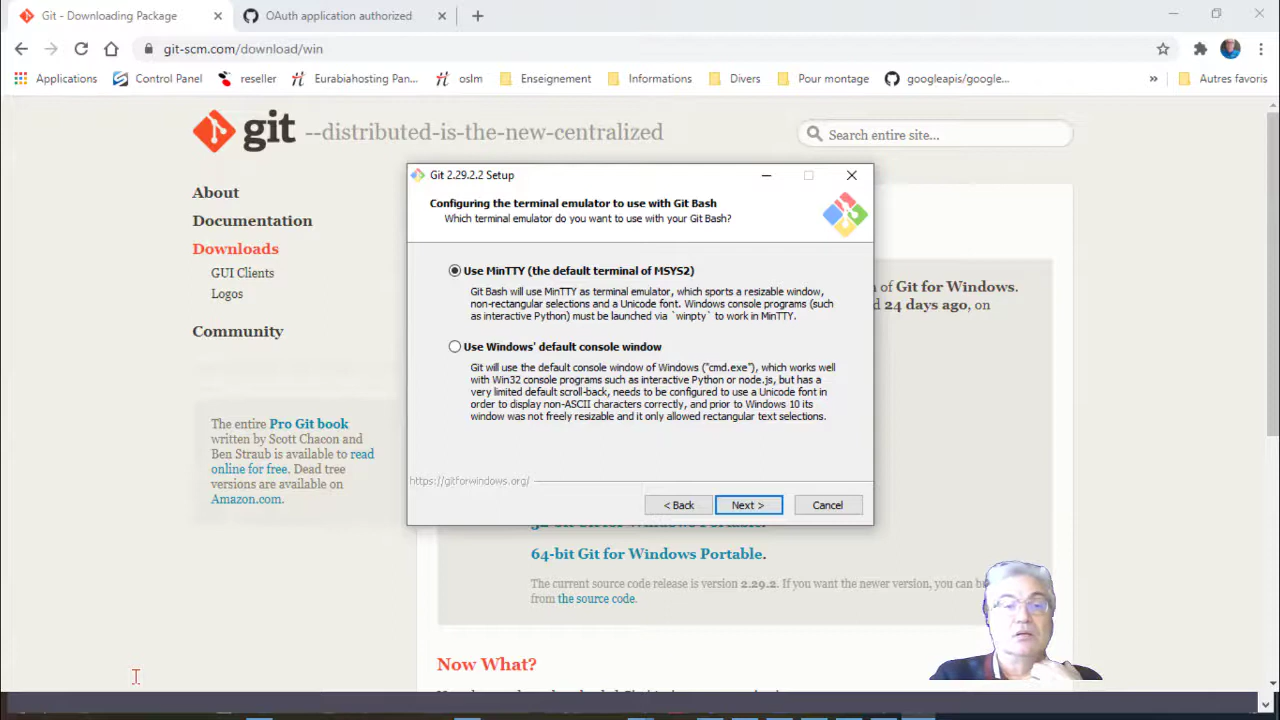 Git - Downloading Package
OAuth application authorized
git-scm.com/download/win
Applications
Control Panel
reseller
Eurabiahosting Pan...
oslm
Enseignement
Informations
Divers
Pour montage
googleapis/google...
»
Autres favoris
git --distributed-is-the-new-centralized
Search entire site...
About
Documentation
Downloads
GUI Clients
Logos
Community
The entire Pro Git book
written by Scott Chacon and
Ben Straub is available to read
online for free. Dead tree
versions are available on
Amazon.com.
Git 2.29.2.2 Setup
Configuring the terminal emulator to use with Git Bash
Which terminal emulator do you want to use with your Git Bash?
Use MinTTY (the default terminal of MSYS2)
Git Bash will use MinTTY as terminal emulator, which sports a resizable window,
non-rectangular selections and a Unicode font. Windows console programs (such
as interactive Python) must be launched via `winpty` to work in MinTTY.
Use Windows' default console window
Git will use the default console window of Windows ("cmd.exe"), which works well
with Win32 console programs such as interactive Python or node.js, but has a
very limited default scroll-back, needs to be configured to use a Unicode font in
order to display non-ASCII characters correctly, and prior to Windows 10 its
window was not freely resizable and it only allowed rectangular text selections.
https://gitforwindows.org/
< Back
Next >
Cancel
of Git for Windows.
24 days ago, on
64-bit Git for Windows Portable.
The current source code release is version 2.29.2. If you want the newer version, you can
from the source code.
Now What?